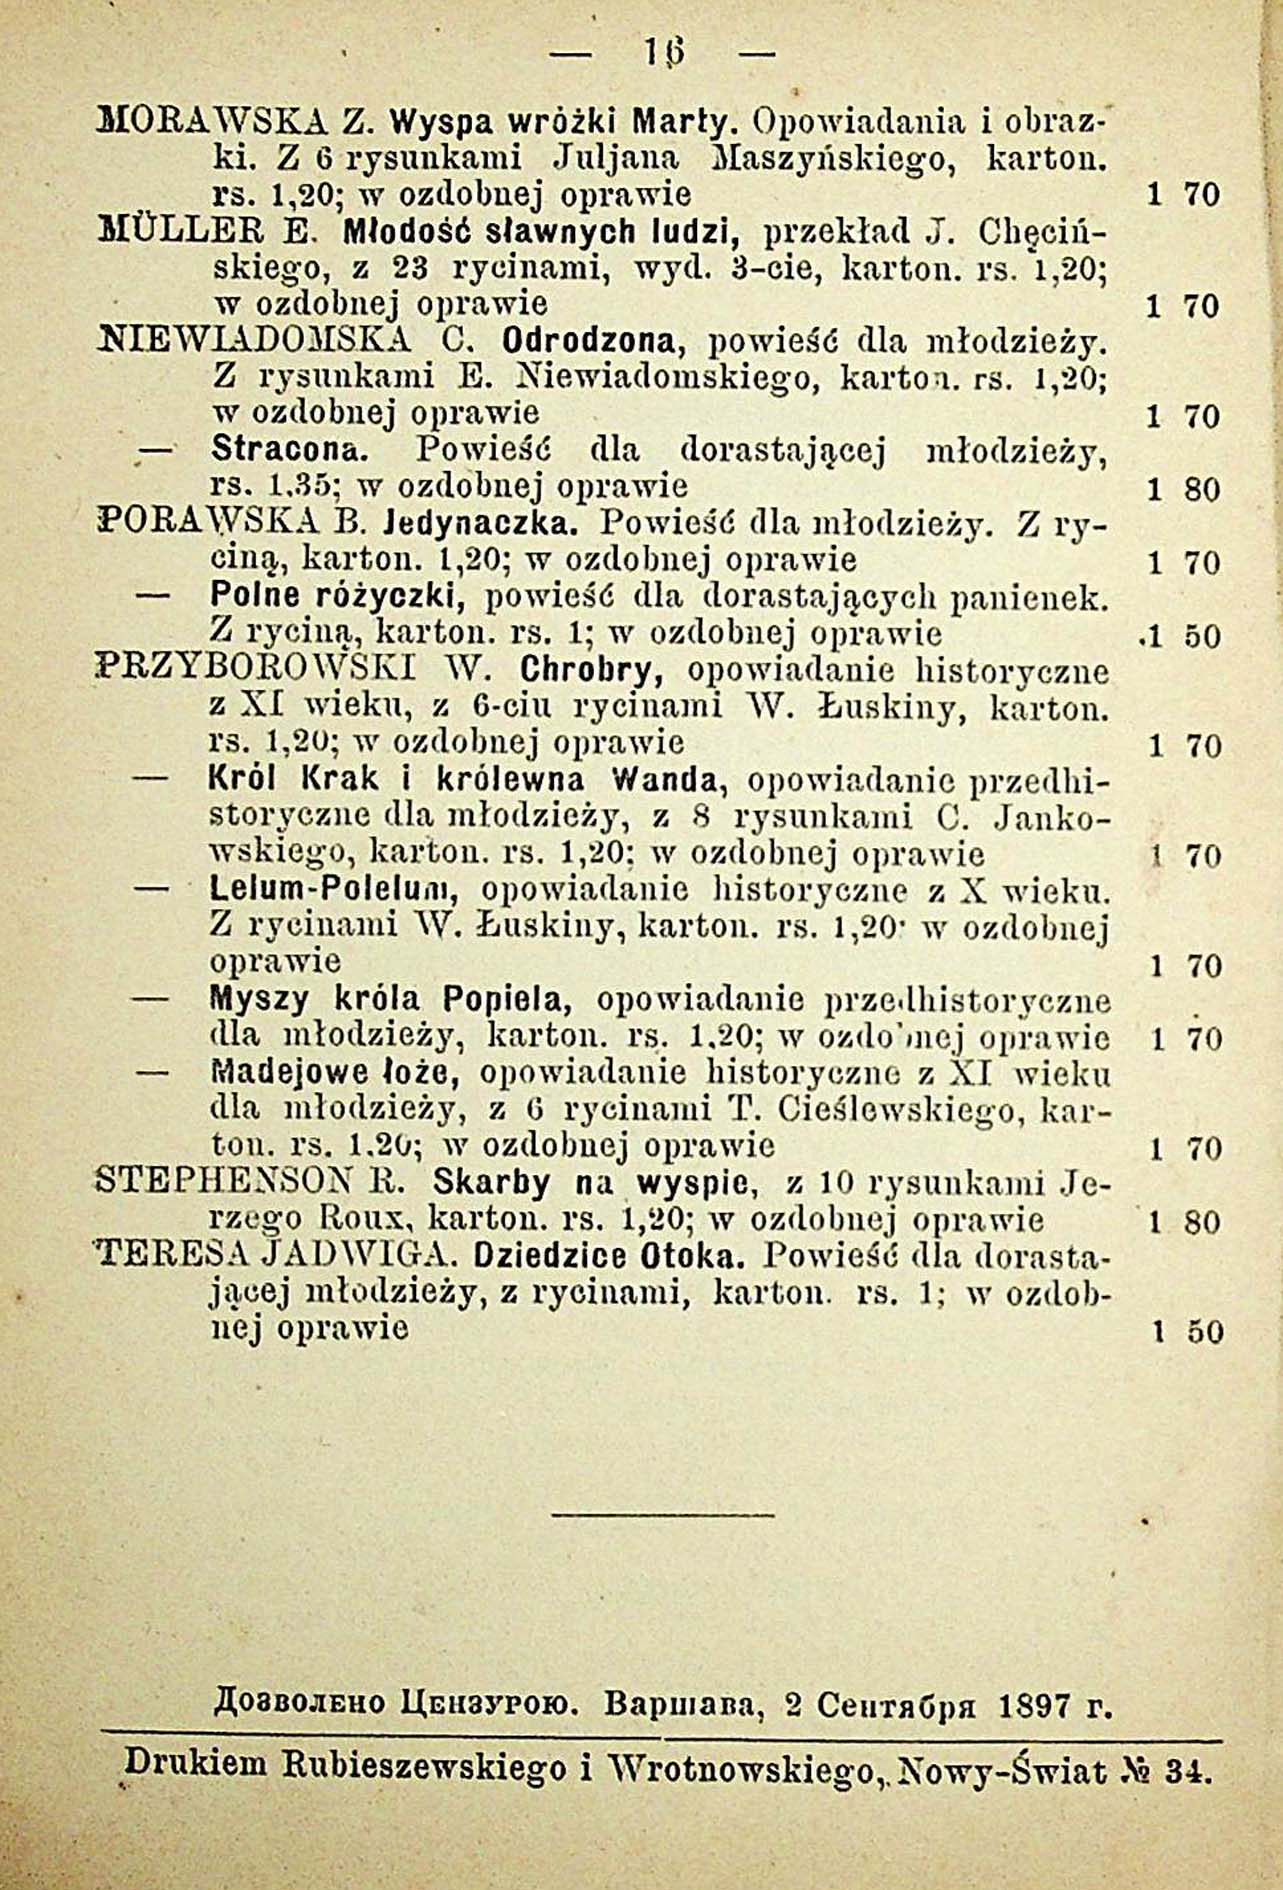 — 16 —
MORAWSKA Z. Wyspa wróżki Marty. Opowiadania i obraz-
ki. Z 6 rysunkami Juljana Maszyńskiego, karton.
rs. 1,20; w ozdobnej oprawie 1 70
MÜLLER E. Młodość sławnych ludzi, przekład J. Chęciń-
skiego, z 23 rycinami, wyd. 3-cie, karton. rs. 1,20;
w ozdobnej oprawie 1 70
NIEWIADOMSKA C. Odrodzona, powieść dla młodzieży.
Z rysunkami E. Niewiadomskiego, karton. rs. 1,20;
w ozdobnej oprawie 1 70
— Stracona. Powieść dla dorastającej młodzieży,
rs. 1.35; w ozdobnej oprawie 1 80
PORAWSKA B. Jedynaczka. Powieść dla młodzieży. Z ry-
ciną, karton. 1,20; w ozdobnej oprawie 1 70
— Polne różyczki, powieść dla dorastających panienek.
Z ryciną, karton. rs. 1; w ozdobnej oprawie 1 50
PRZYBOROWSKI W. Chrobry, opowiadanie historyczne
z XI wieku, z 6-ciu rycinami W. Łuskiny, karton.
rs. 1,20; w ozdobnej oprawie 1 70
— Król Krak i królewna Wanda, opowiadanie przedhi-
storyczne dla młodzieży, z 8 rysunkami C. Janko-
wskiego, karton. rs. 1,20; w ozdobnej oprawie 1 70
— Lelum-Polelum, opowiadanie historyczne z X wieku.
Z rycinami W. Łuskiny, karton. rs. 1,20; w ozdobnej
oprawie 1 70
— Myszy króla Popiela, opowiadanie przedhistoryczne
dla młodzieży, karton. rs. 1.20; w ozdobnej oprawie 1 70
— Madejowe łoże, opowiadanie historyczne z XI wieku
dla młodzieży, z 6 rycinami T. Cieślewskiego, kar-
ton. rs. 1.20; w ozdobnej oprawie 1 70
STEPHENSON R. Skarby na wyspie, z 10 rysunkami Je-
rzego Roux, karton. rs. 1,20; w ozdobnej oprawie 1 80
TERESA JADWIGA. Dziedzice Otoka. Powieść dla dorasta-
jącej młodzieży, z rycinami, karton. rs. 1; w ozdob-
nej oprawie 1 50
Дозволено Цензурою. Варшава, 2 Сентября 1897 г.
Drukiem Rubieszewskiego i Wrotnowskiego, Nowy-Świat № 34.